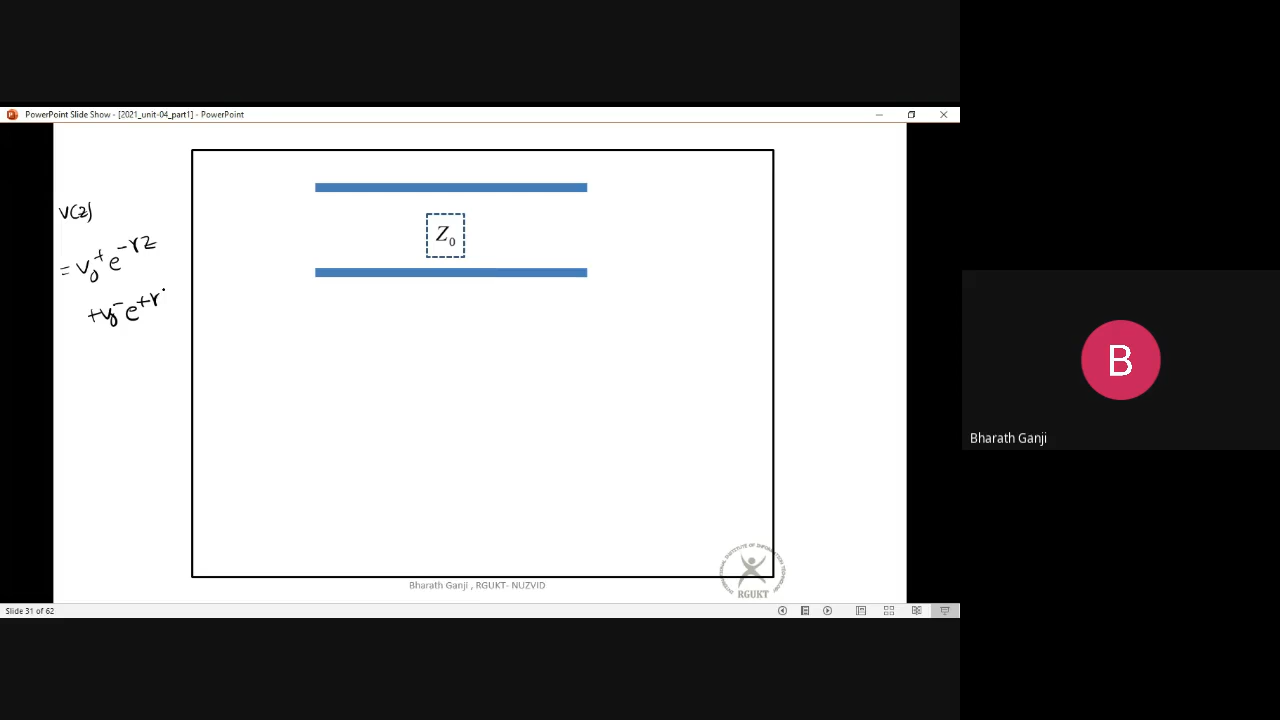 PowerPoint Slide Show - [2021_unit-04_part1] - PowerPoint
V(z)
= V₀⁺ e^-γz
+V₀⁻ e^+γ
Z₀
B
Bharath Ganji
RGUKT
Bharath Ganji , RGUKT- NUZVID
Slide 31 of 62